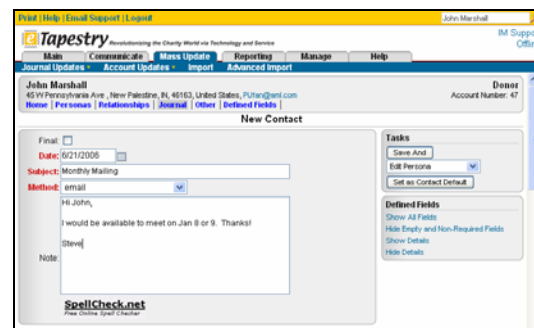 Print | Help | Email Support | Logout
John Marshall
Tapestry Revolutionizing the Charity World via Technology and Service
IM Suppo
Offlin
Main Communicate Mass Update Reporting Manage Help
Journal Updates Account Updates Import Advanced Import
John Marshall Donor
45 W Pennsylvania Ave , New Palestine, IN, 46163, United States, PUfan@wnl.com Account Number: 47
Home | Personas | Relationships | Journal | Other | Defined Fields |
New Contact
Final:
Date: 6/21/2006
Subject: Monthly Mailing
Method: email
Hi John,
I would be available to meet on Jan 8 or 9. Thanks!
Steve
Note:
SpellCheck.net
Free Online Spell Checker
Tasks
Save And
Edit Persona
Set as Contact Default
Defined Fields
Show All Fields
Hide Empty and Non-Required Fields
Show Details
Hide Details